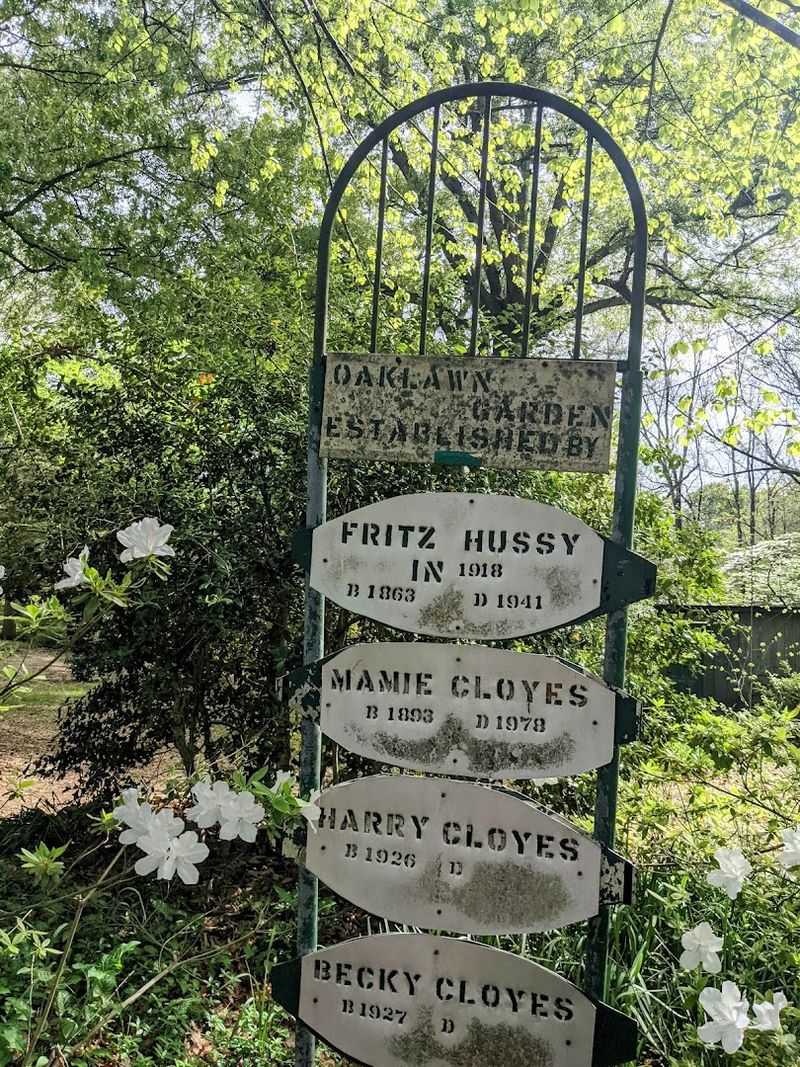 OAKLAWN
GARDEN
ESTABLISHED BY
FRITZ HUSSY
IN 1918
B 1863 D 1941
MAMIE CLOYES
B 1893 D 1978
HARRY CLOYES
B 1926 D
BECKY CLOYES
B 1927 D